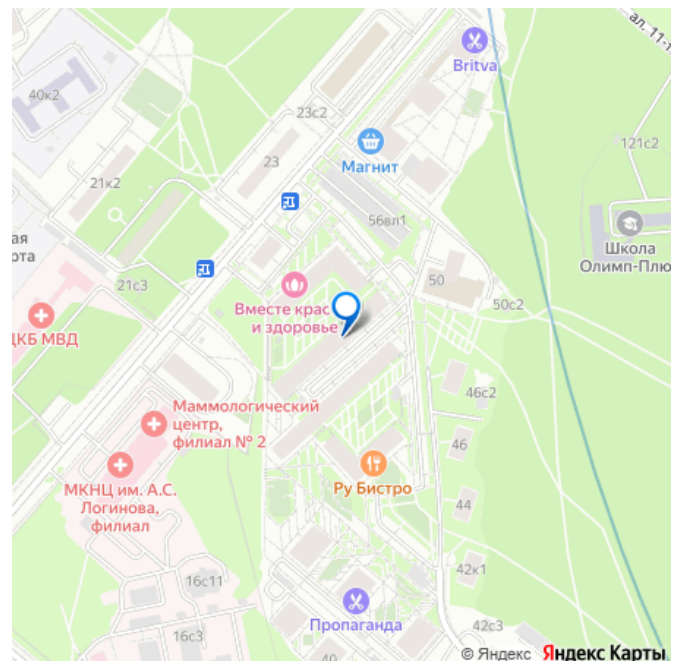 ал. 11-
Britva
40к2
23с2
121с2
Магнит
23
21к2
56вл1
Школа
Олимп-Плю
ая
рта
21с3
50
50с2
Вместе крас
и здоровье
ЦКБ МВД
46с2
Маммологический
центр,
филиал № 2
46
МКНЦ им. А.С.
Логинова,
филиал
Ру Бистро
44
42к1
16с11
Пропаганда
16с3
42с3
40
© Яндекс Яндекс Карты